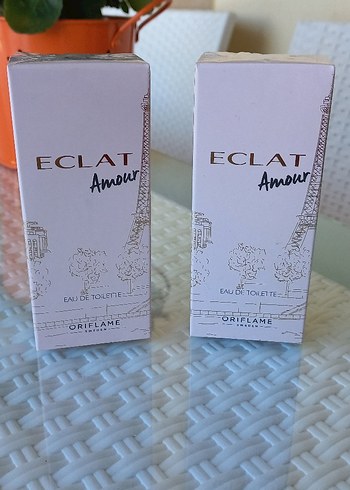 ECLAT
Amour
EAU DE TOILETTE
ORIFLAME
SWEDEN
ECLAT
Amour
EAU DE TOILETTE
ORIFLAME
SWEDEN